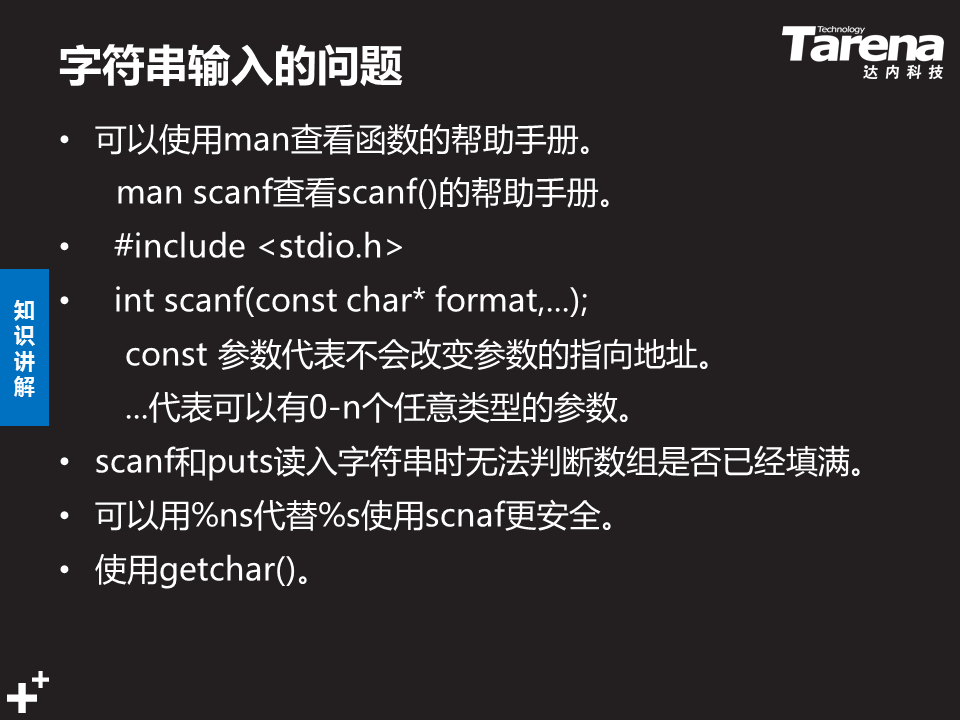 字符串输入的问题
Technology
Tarena
达内科技
• 可以使用man查看函数的帮助手册。
man scanf查看scanf()的帮助手册。
• #include <stdio.h>
• int scanf(const char* format,...);
const 参数代表不会改变参数的指向地址。
...代表可以有0-n个任意类型的参数。
• scanf和puts读入字符串时无法判断数组是否已经填满。
• 可以用%ns代替%s使用scnaf更安全。
• 使用getchar()。
知识讲解